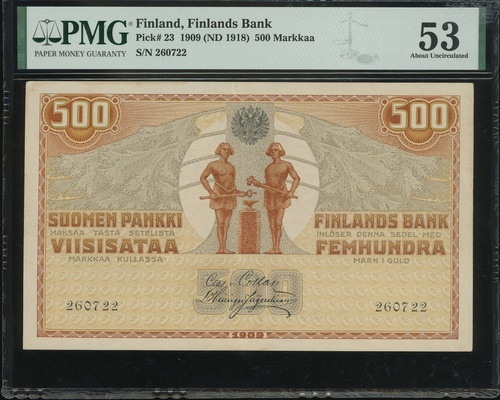 PMG
PAPER MONEY GUARANTY
Finland, Finlands Bank
Pick# 23 1909 (ND 1918) 500 Markkaa
S/N 260722
53
About Uncirculated
500
500
SUOMEN PANKKI
MAKSAA TÄSTÄ SETELISTÄ
VIISISATAA
MARKKAA KULLASSA
FINLANDS BANK
INLÖSER DENNA SEDEL MED
FEMHUNDRA
MARK I GULD
500
260722
260722
1909